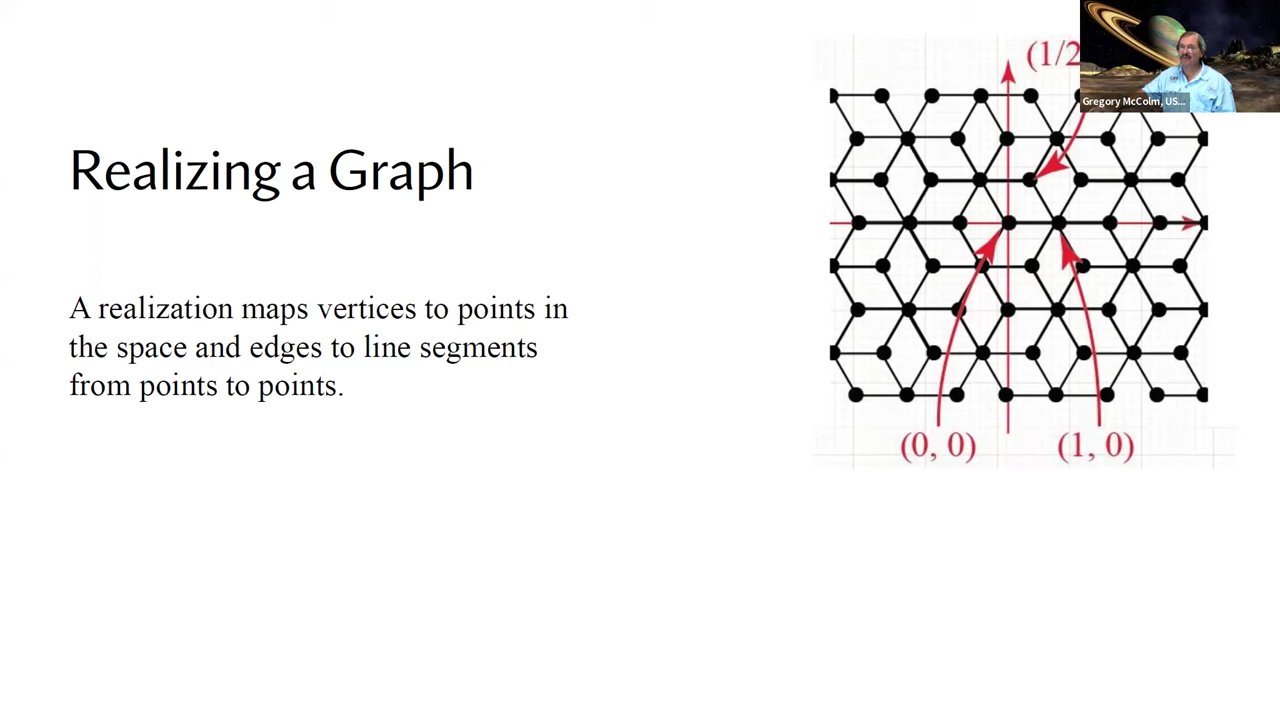 Realizing a Graph
A realization maps vertices to points in
the space and edges to line segments
from points to points.
(1/2
Gregory McColm, US...
(0, 0)
(1, 0)